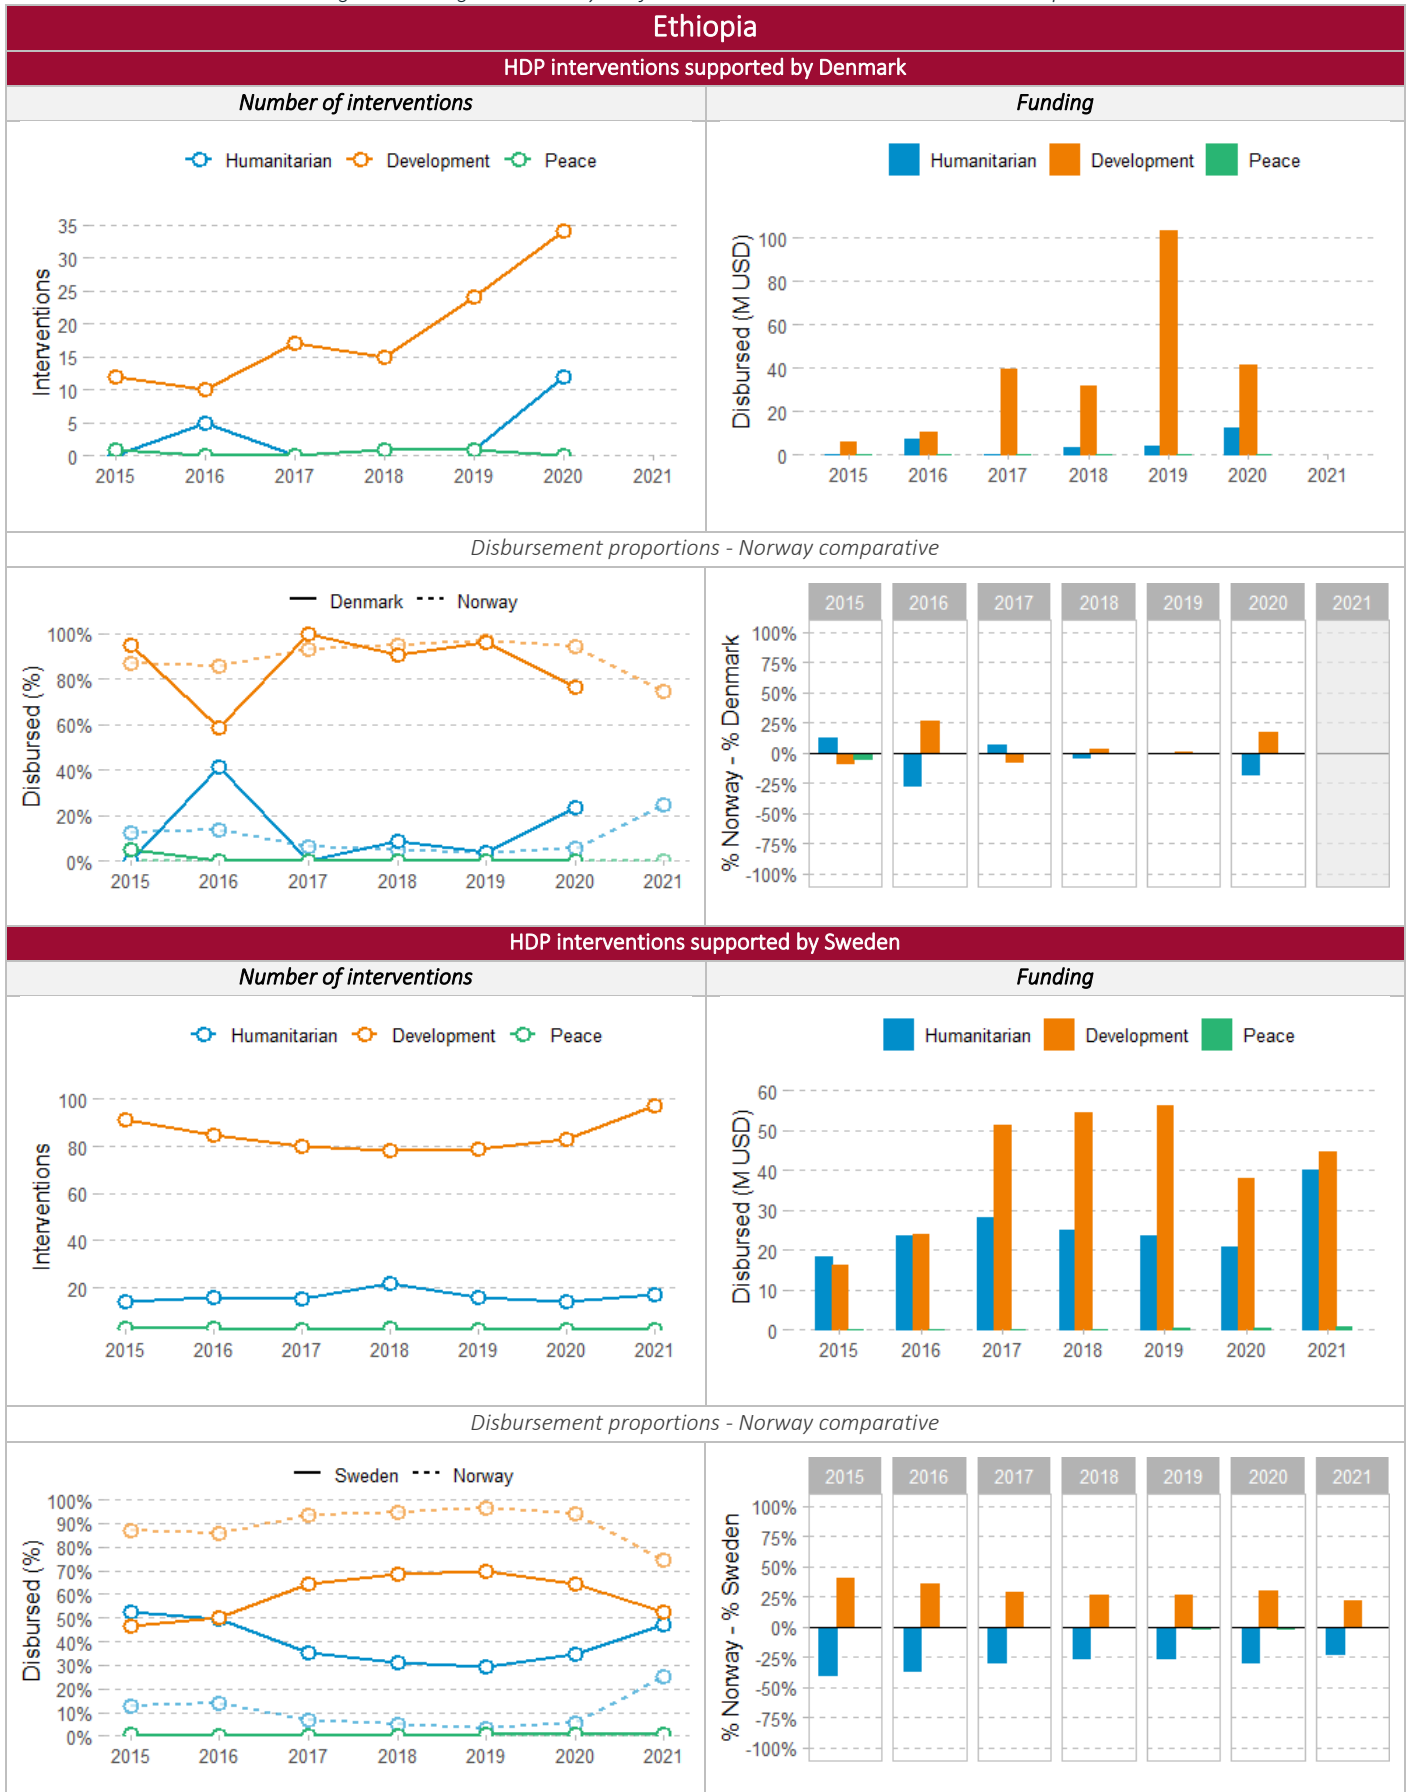 Ethiopia
HDP interventions supported by Denmark
Number of interventions
Funding
Humanitarian Development Peace
Interventions
35
30
25
20
15
10
5
0
2015 2016 2017 2018 2019 2020 2021
Humanitarian Development Peace
Disbursed (M USD)
100
80
60
40
20
0
2015 2016 2017 2018 2019 2020 2021
Disbursement proportions - Norway comparative
Denmark Norway
Disbursed (%)
100%
80%
60%
40%
20%
0%
2015 2016 2017 2018 2019 2020 2021
2015 2016 2017 2018 2019 2020 2021
% Norway - % Denmark
100%
75%
50%
25%
0%
-25%
-50%
-75%
-100%
HDP interventions supported by Sweden
Number of interventions
Funding
Humanitarian Development Peace
Interventions
100
80
60
40
20
2015 2016 2017 2018 2019 2020 2021
Humanitarian Development Peace
Disbursed (M USD)
60
50
40
30
20
10
0
2015 2016 2017 2018 2019 2020 2021
Disbursement proportions - Norway comparative
Sweden Norway
Disbursed (%)
100%
90%
80%
70%
60%
50%
40%
30%
20%
10%
0%
2015 2016 2017 2018 2019 2020 2021
2015 2016 2017 2018 2019 2020 2021
% Norway - % Sweden
100%
75%
50%
25%
0%
-25%
-50%
-75%
-100%